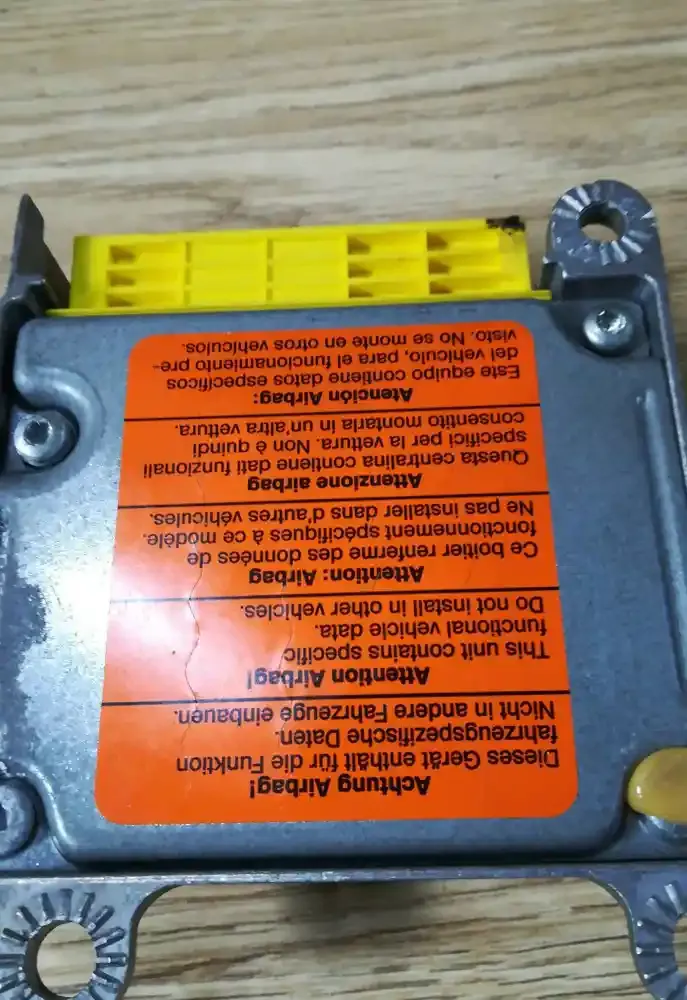 Achtung Airbag!
Dieses Gerät enthält für die Funktion
fahrzeugspezifische Daten.
Nicht in andere Fahrzeuge einbauen.
Attention Airbag!
This unit contains specific
functional vehicle data.
Do not install in other vehicles.
Attention: Airbag
Ce boitier renferme des données de
fonctionnement spécifiques à ce modèle.
Ne pas installer dans d'autres véhicules.
Attenzione airbag
Questa centralina contiene dati funzionali
specifici per la vettura. Non è quindi
consentito montarla in un'altra vettura.
Atención Airbag:
Este equipo contiene datos específicos
del vehículo, para el funcionamiento pre-
visto. No se monte en otros vehículos.